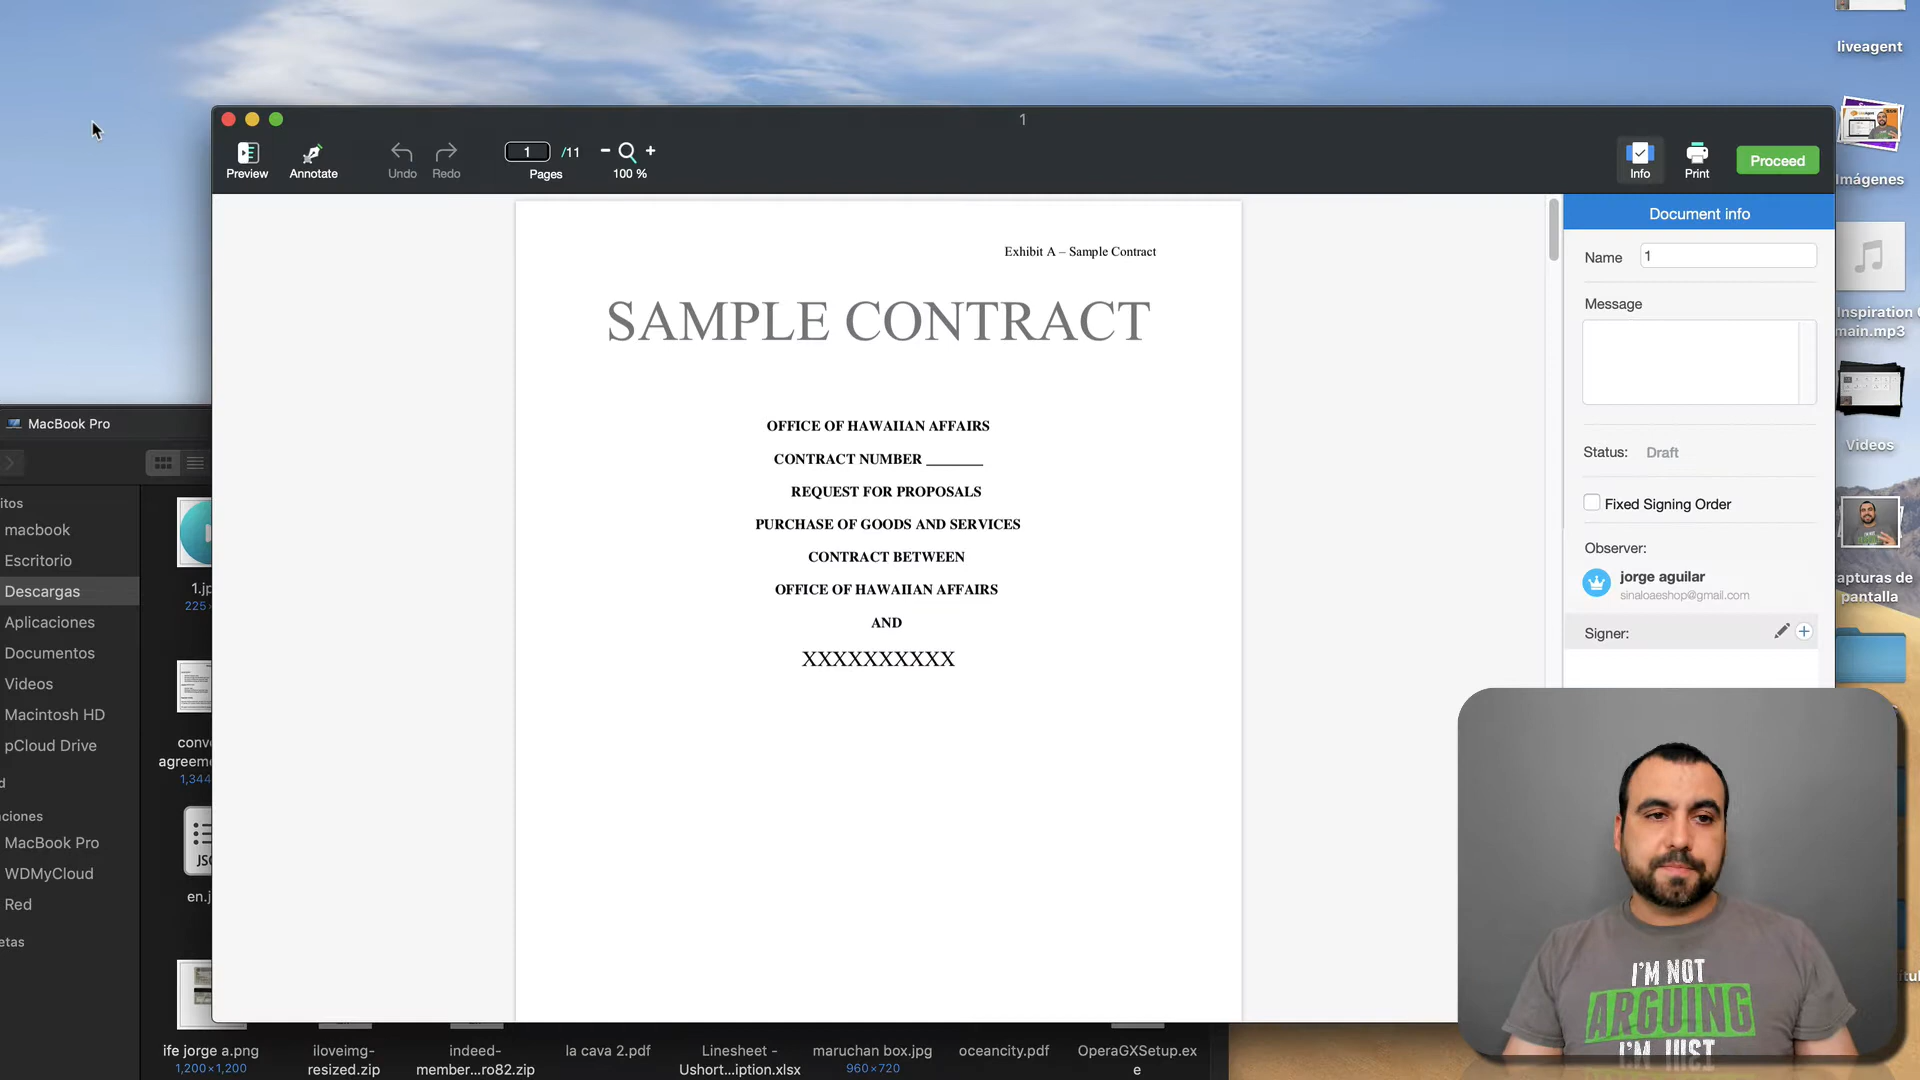 liveagent
Imágenes
Inspiration
main.mp3
Videos
apturas de
pantalla
1
Preview
Annotate
Undo
Redo
1 /11
Pages
100 %
Info
Print
Proceed
Exhibit A – Sample Contract
SAMPLE CONTRACT
OFFICE OF HAWAIIAN AFFAIRS
CONTRACT NUMBER ________
REQUEST FOR PROPOSALS
PURCHASE OF GOODS AND SERVICES
CONTRACT BETWEEN
OFFICE OF HAWAIIAN AFFAIRS
AND
XXXXXXXXXX
Document info
Name 1
Message
Status: Draft
Fixed Signing Order
Observer:
jorge aguilar
sinaloaeshop@gmail.com
Signer:
MacBook Pro
itos
macbook
Escritorio
Descargas
Aplicaciones
Documentos
Videos
Macintosh HD
pCloud Drive
d
ciones
MacBook Pro
WDMyCloud
Red
etas
1.jp
225
conv
agreem
1,344
JSO
en.j
ife jorge a.png
1,200×1,200
iloveimg-
resized.zip
indeed-
member...ro82.zip
la cava 2.pdf
Linesheet -
Ushort...iption.xlsx
maruchan box.jpg
960×720
oceancity.pdf
OperaGXSetup.ex
e
I'M NOT
ARGUING
I'M JUST